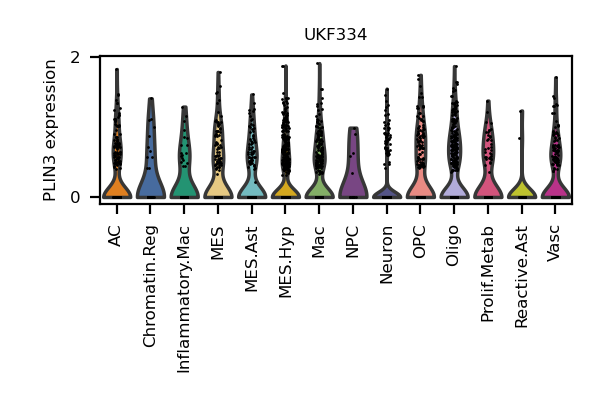 UKF334
PLIN3 expression
2
0
AC
Chromatin.Reg
Inflammatory.Mac
MES
MES.Ast
MES.Hyp
Mac
NPC
Neuron
OPC
Oligo
Prolif.Metab
Reactive.Ast
Vasc